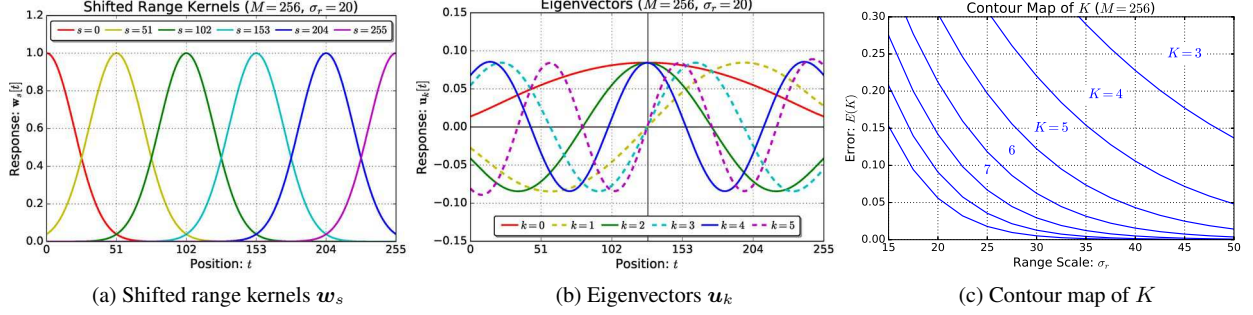 Shifted Range Kernels (M=256, σr=20)
s=0 s=51 s=102 s=153 s=204 s=255
Response: ws[t]
1.2
1.0
0.8
0.6
0.4
0.2
0.0
0 51 102 153 204 255
Position: t
(a) Shifted range kernels ws
Eigenvectors (M=256, σr=20)
Response: uk[t]
0.15
0.10
0.05
0.00
−0.05
−0.10
−0.15
k=0 k=1 k=2 k=3 k=4 k=5
0 51 102 153 204 255
Position: t
(b) Eigenvectors uk
Contour Map of K (M=256)
Error: E(K)
0.30
0.25
0.20
0.15
0.10
0.05
0.00
K=3
K=4
K=5
6
7
15 20 25 30 35 40 45 50
Range Scale: σr
(c) Contour map of K